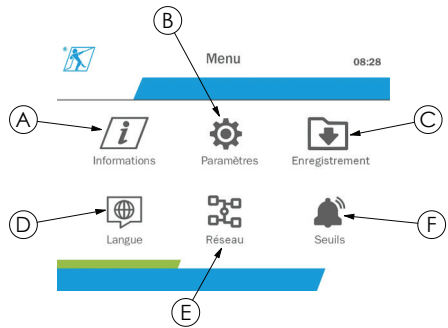 B
Menu
08:28
A
C
Informations
Paramètres
Enregistrement
D
F
Langue
Réseau
Seuils
E